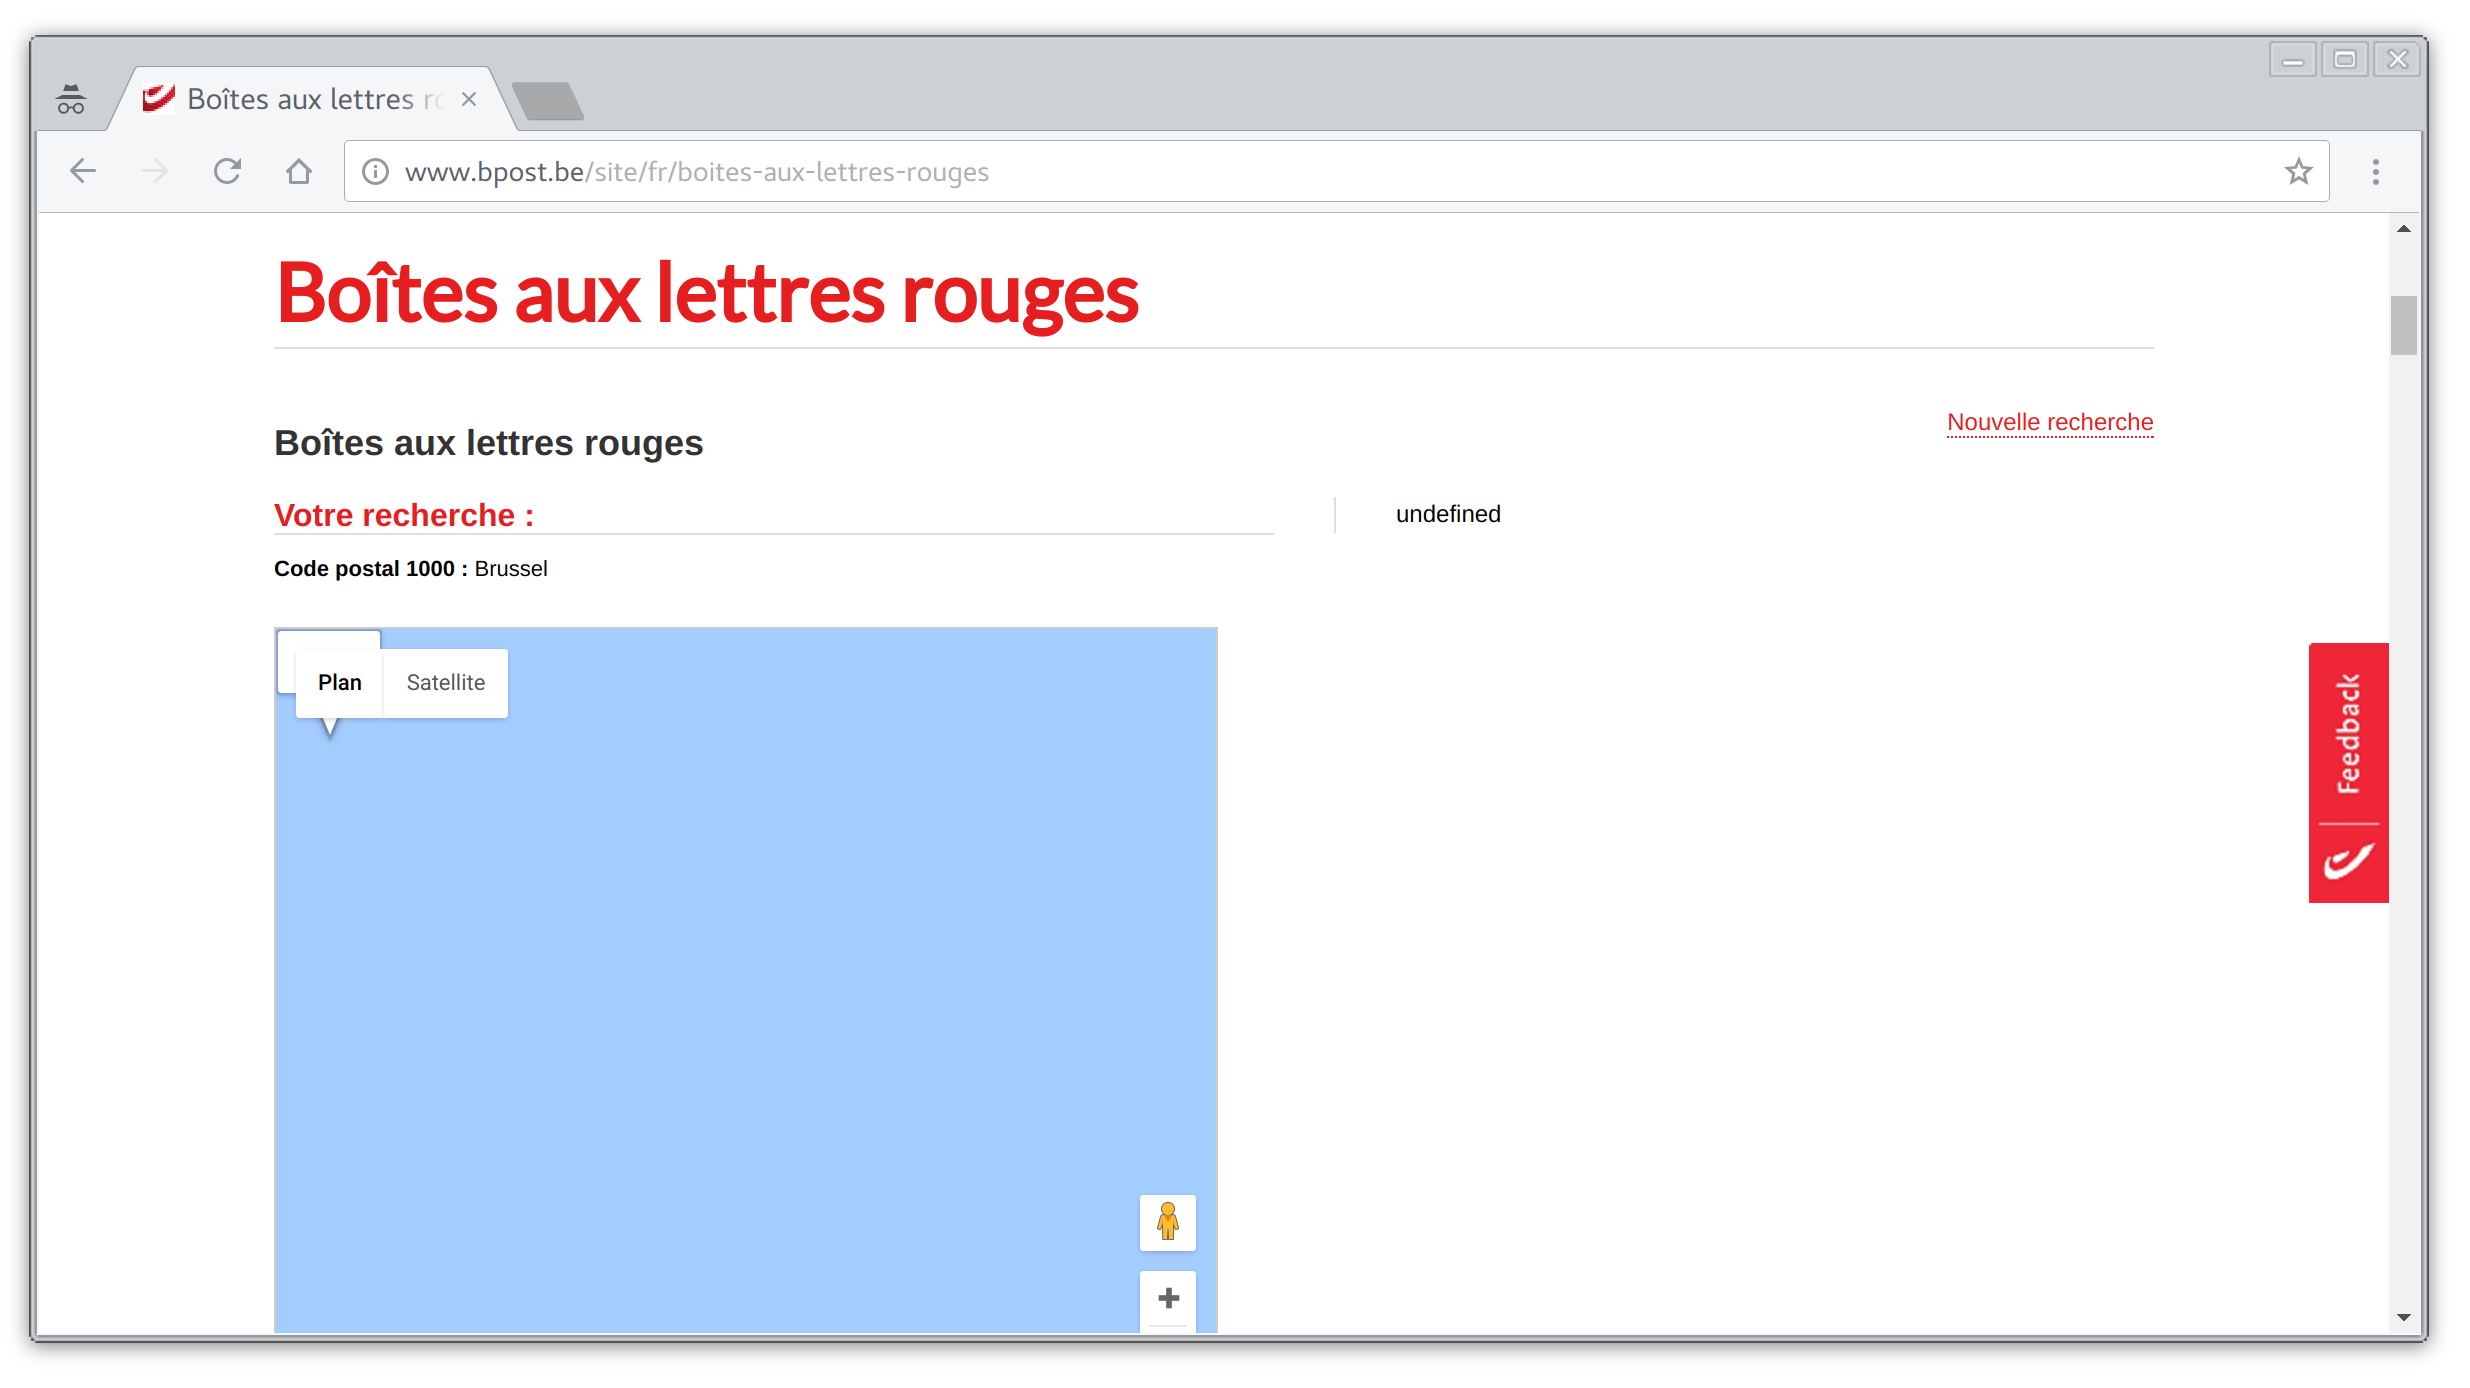 Boîtes aux lettres ro
www.bpost.be/site/fr/boites-aux-lettres-rouges
Boîtes aux lettres rouges
Nouvelle recherche
Boîtes aux lettres rouges
Votre recherche :
undefined
Code postal 1000 : Brussel
Plan
Satellite
Feedback